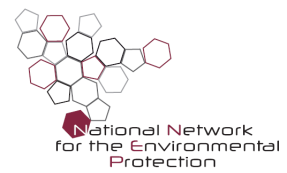 National Network
for the Environmental
Protection